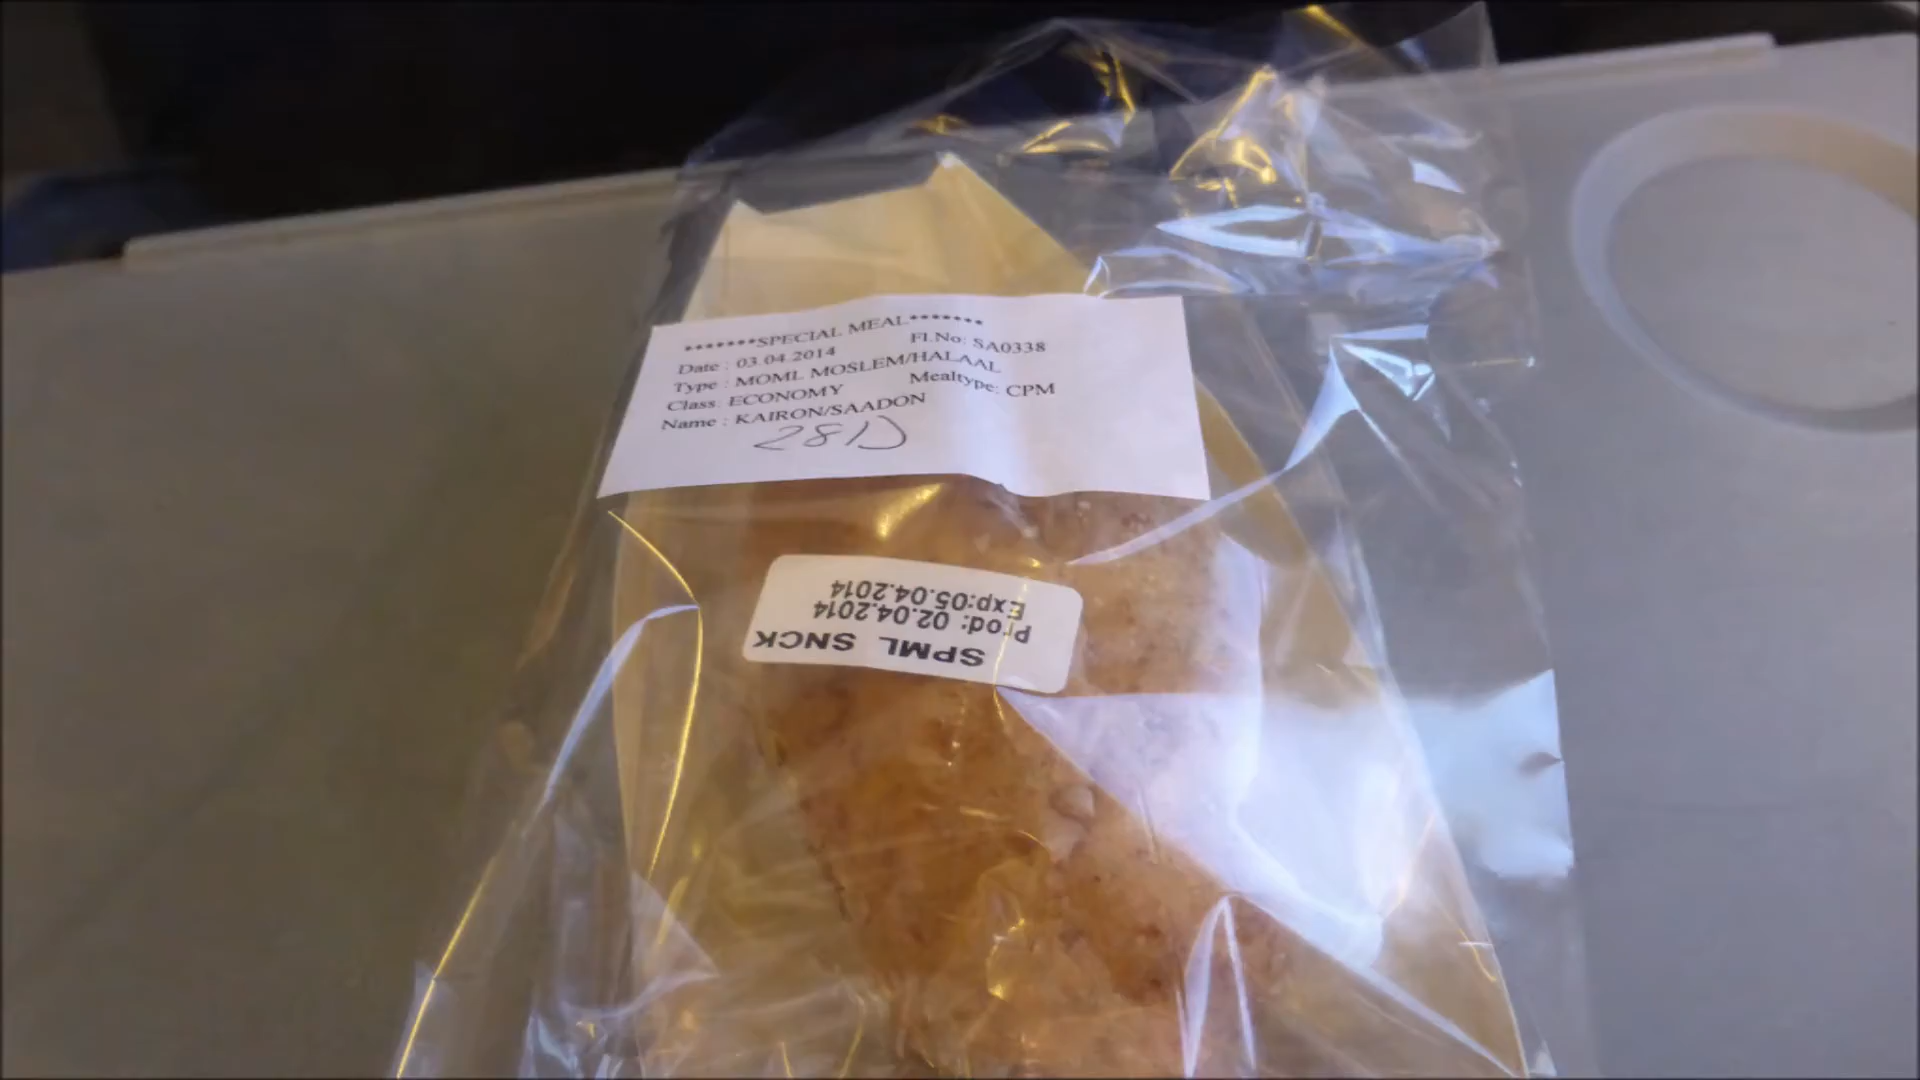 *******SPECIAL MEAL*******
Date : 03.04.2014 Fl.No: SA0338
Type : MOML MOSLEM/HALAAL
Class. ECONOMY Mealtype: CPM
Name : KAIRON/SAADON
28D
SPML SNCK
Prod: 02.04.2014
Exp:05.04.2014